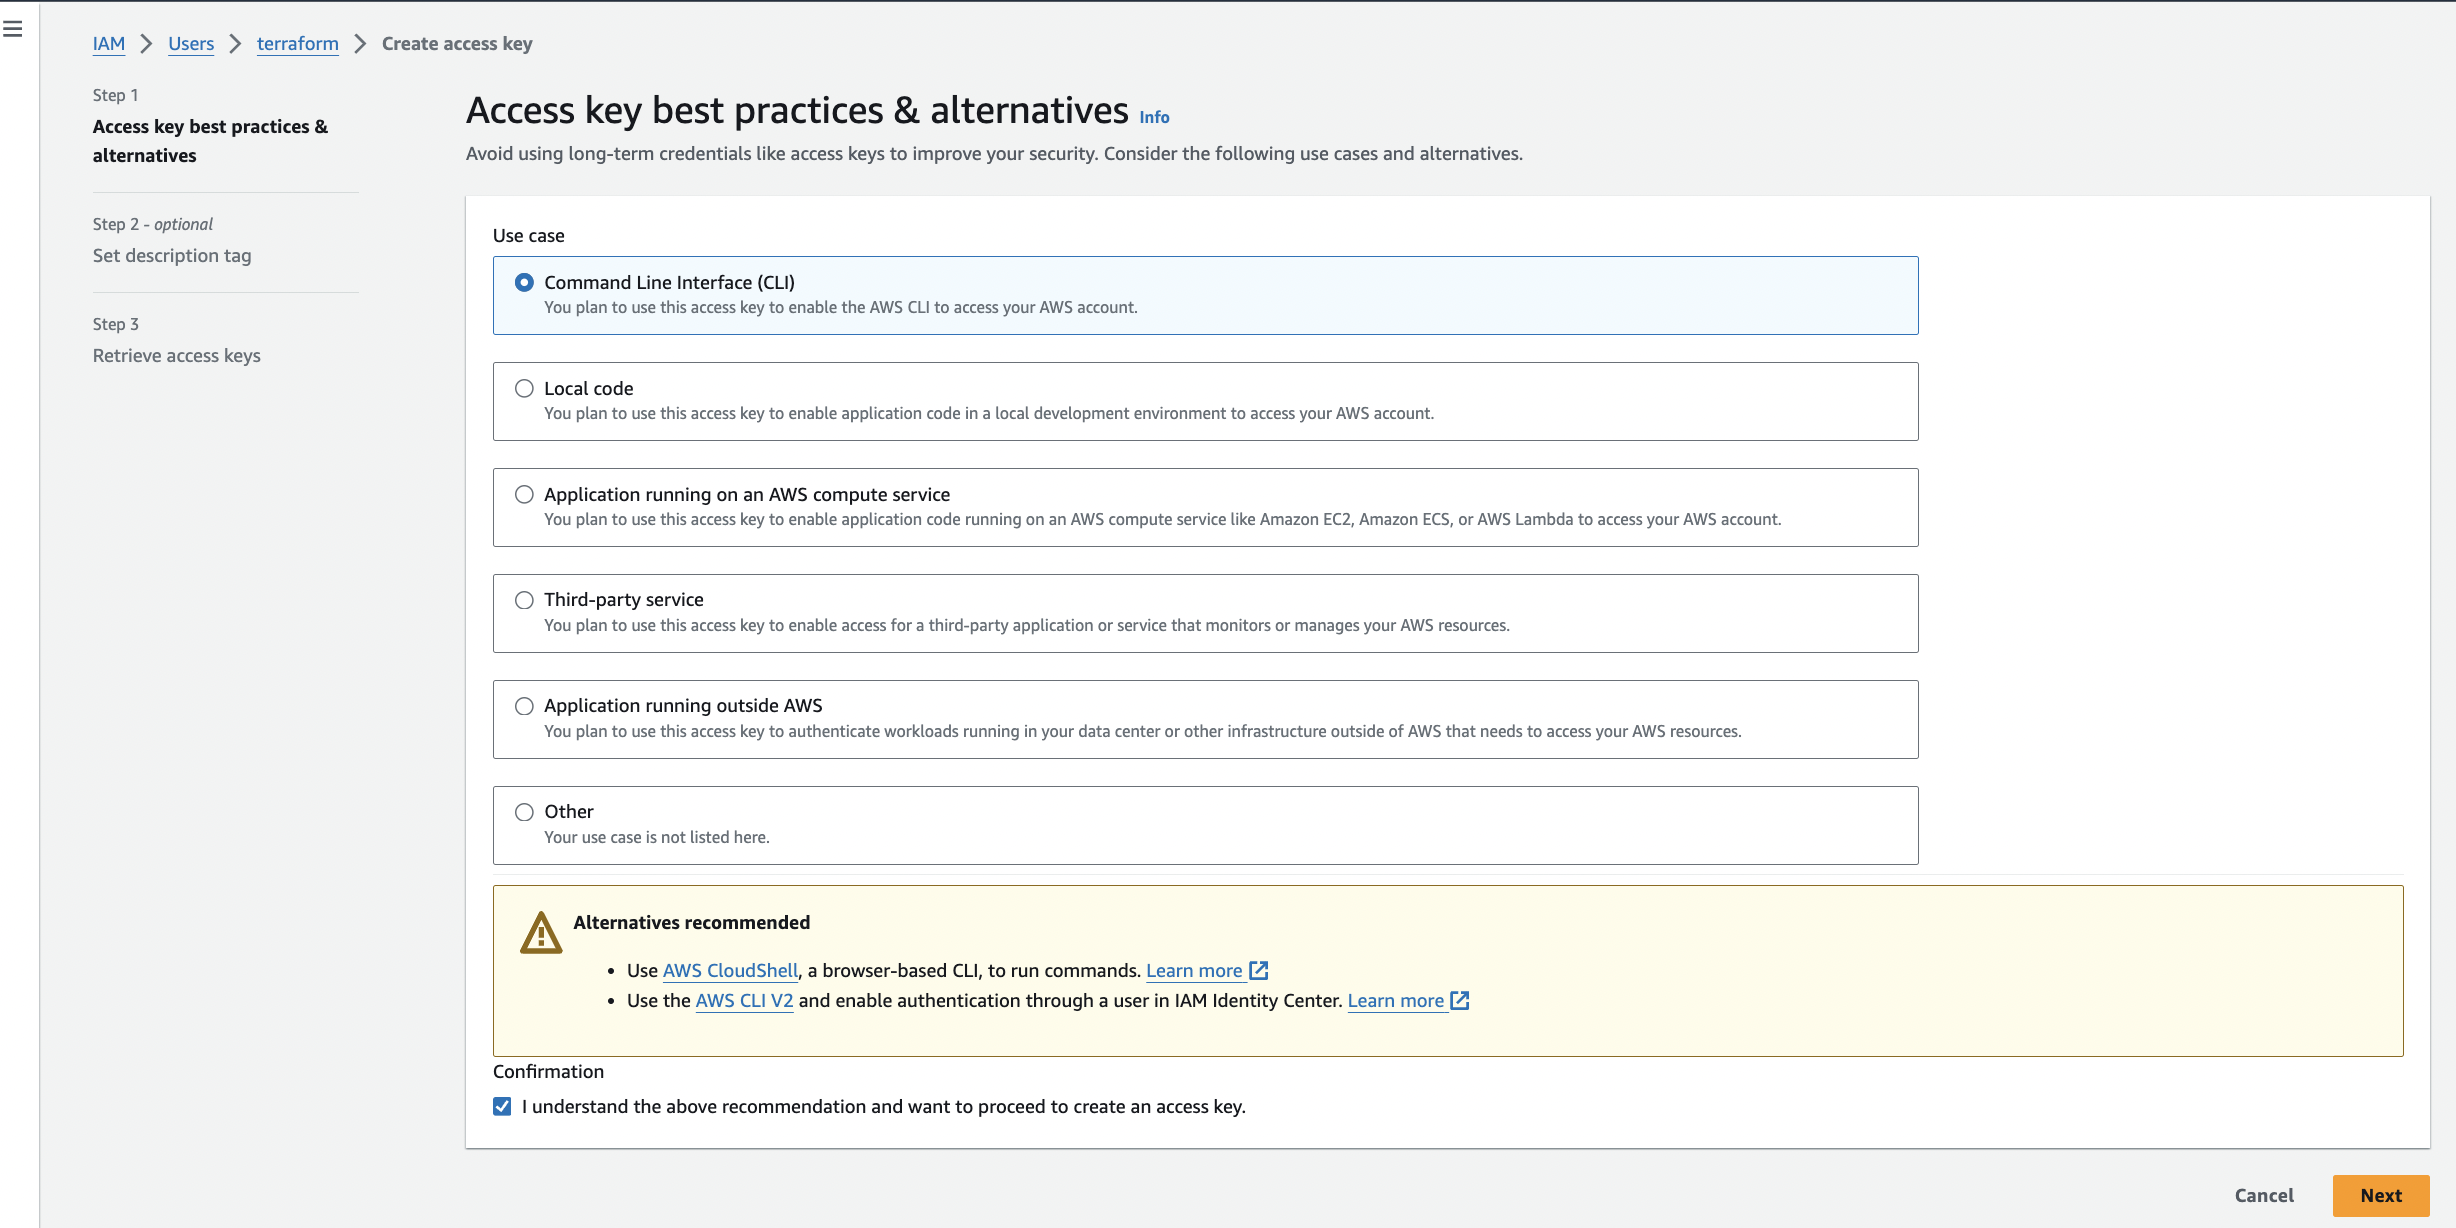 IAM > Users > terraform > Create access key
Step 1
Access key best practices &
alternatives
Step 2 - optional
Set description tag
Step 3
Retrieve access keys
Access key best practices & alternatives Info
Avoid using long-term credentials like access keys to improve your security. Consider the following use cases and alternatives.
Use case
Command Line Interface (CLI)
You plan to use this access key to enable the AWS CLI to access your AWS account.
Local code
You plan to use this access key to enable application code in a local development environment to access your AWS account.
Application running on an AWS compute service
You plan to use this access key to enable application code running on an AWS compute service like Amazon EC2, Amazon ECS, or AWS Lambda to access your AWS account.
Third-party service
You plan to use this access key to enable access for a third-party application or service that monitors or manages your AWS resources.
Application running outside AWS
You plan to use this access key to authenticate workloads running in your data center or other infrastructure outside of AWS that needs to access your AWS resources.
Other
Your use case is not listed here.
Alternatives recommended
• Use AWS CloudShell, a browser-based CLI, to run commands. Learn more
• Use the AWS CLI V2 and enable authentication through a user in IAM Identity Center. Learn more
Confirmation
I understand the above recommendation and want to proceed to create an access key.
Cancel
Next